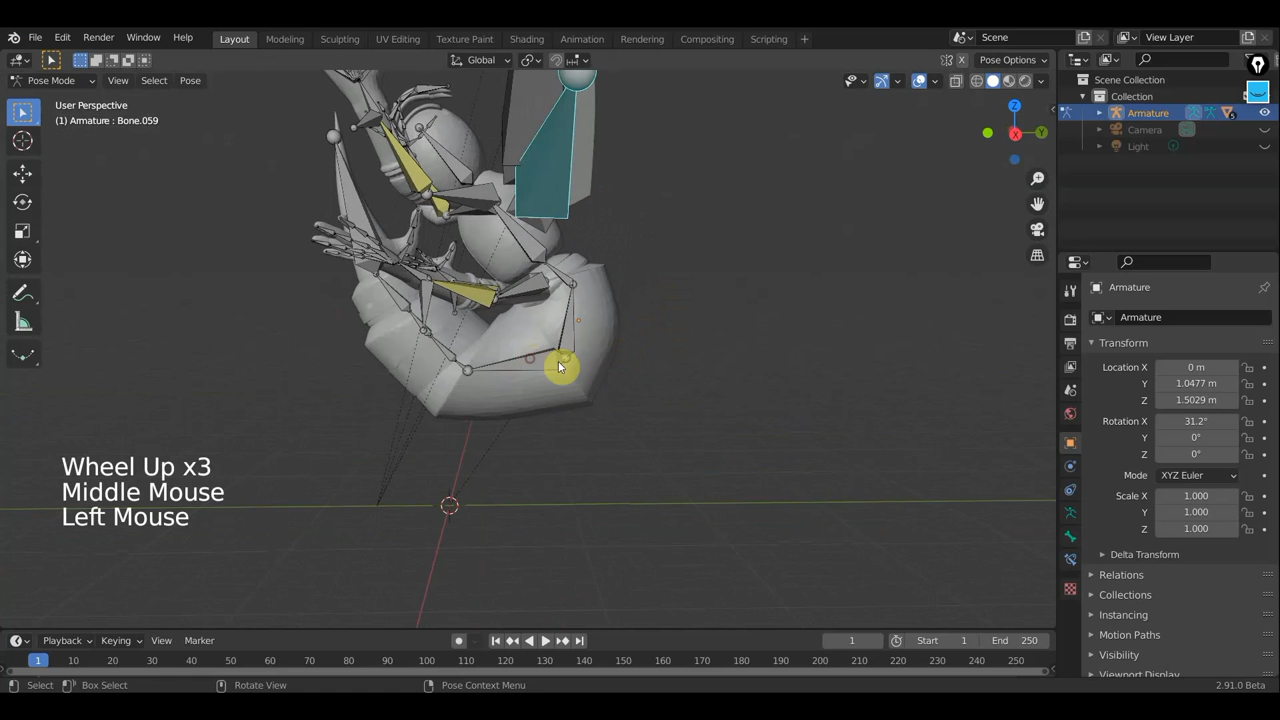 File Edit Render Window Help Layout Modeling Sculpting UV Editing Texture Paint Shading Animation Rendering Compositing Scripting + Scene View Layer
Global Pose Options
Pose Mode View Select Pose
Scene Collection
Collection
Armature
Camera
Light
User Perspective
(1) Armature : Bone.059
Z
Y
X
Armature
Armature
Transform
Location X 0 m
Y 1.0477 m
Z 1.5029 m
Rotation X 31.2°
Y 0°
Z 0°
Mode XYZ Euler
Scale X 1.000
Y 1.000
Z 1.000
Delta Transform
Relations
Collections
Instancing
Motion Paths
Visibility
Viewport Display
Wheel Up x3
Middle Mouse
Left Mouse
Playback Keying View Marker 1 Start 1 End 250
1 10 20 30 40 50 60 70 80 90 100 110 120 130 140 150 160 170 180 190 200 210 220 230 240 250
Select Box Select Rotate View Pose Context Menu 2.91.0 Beta